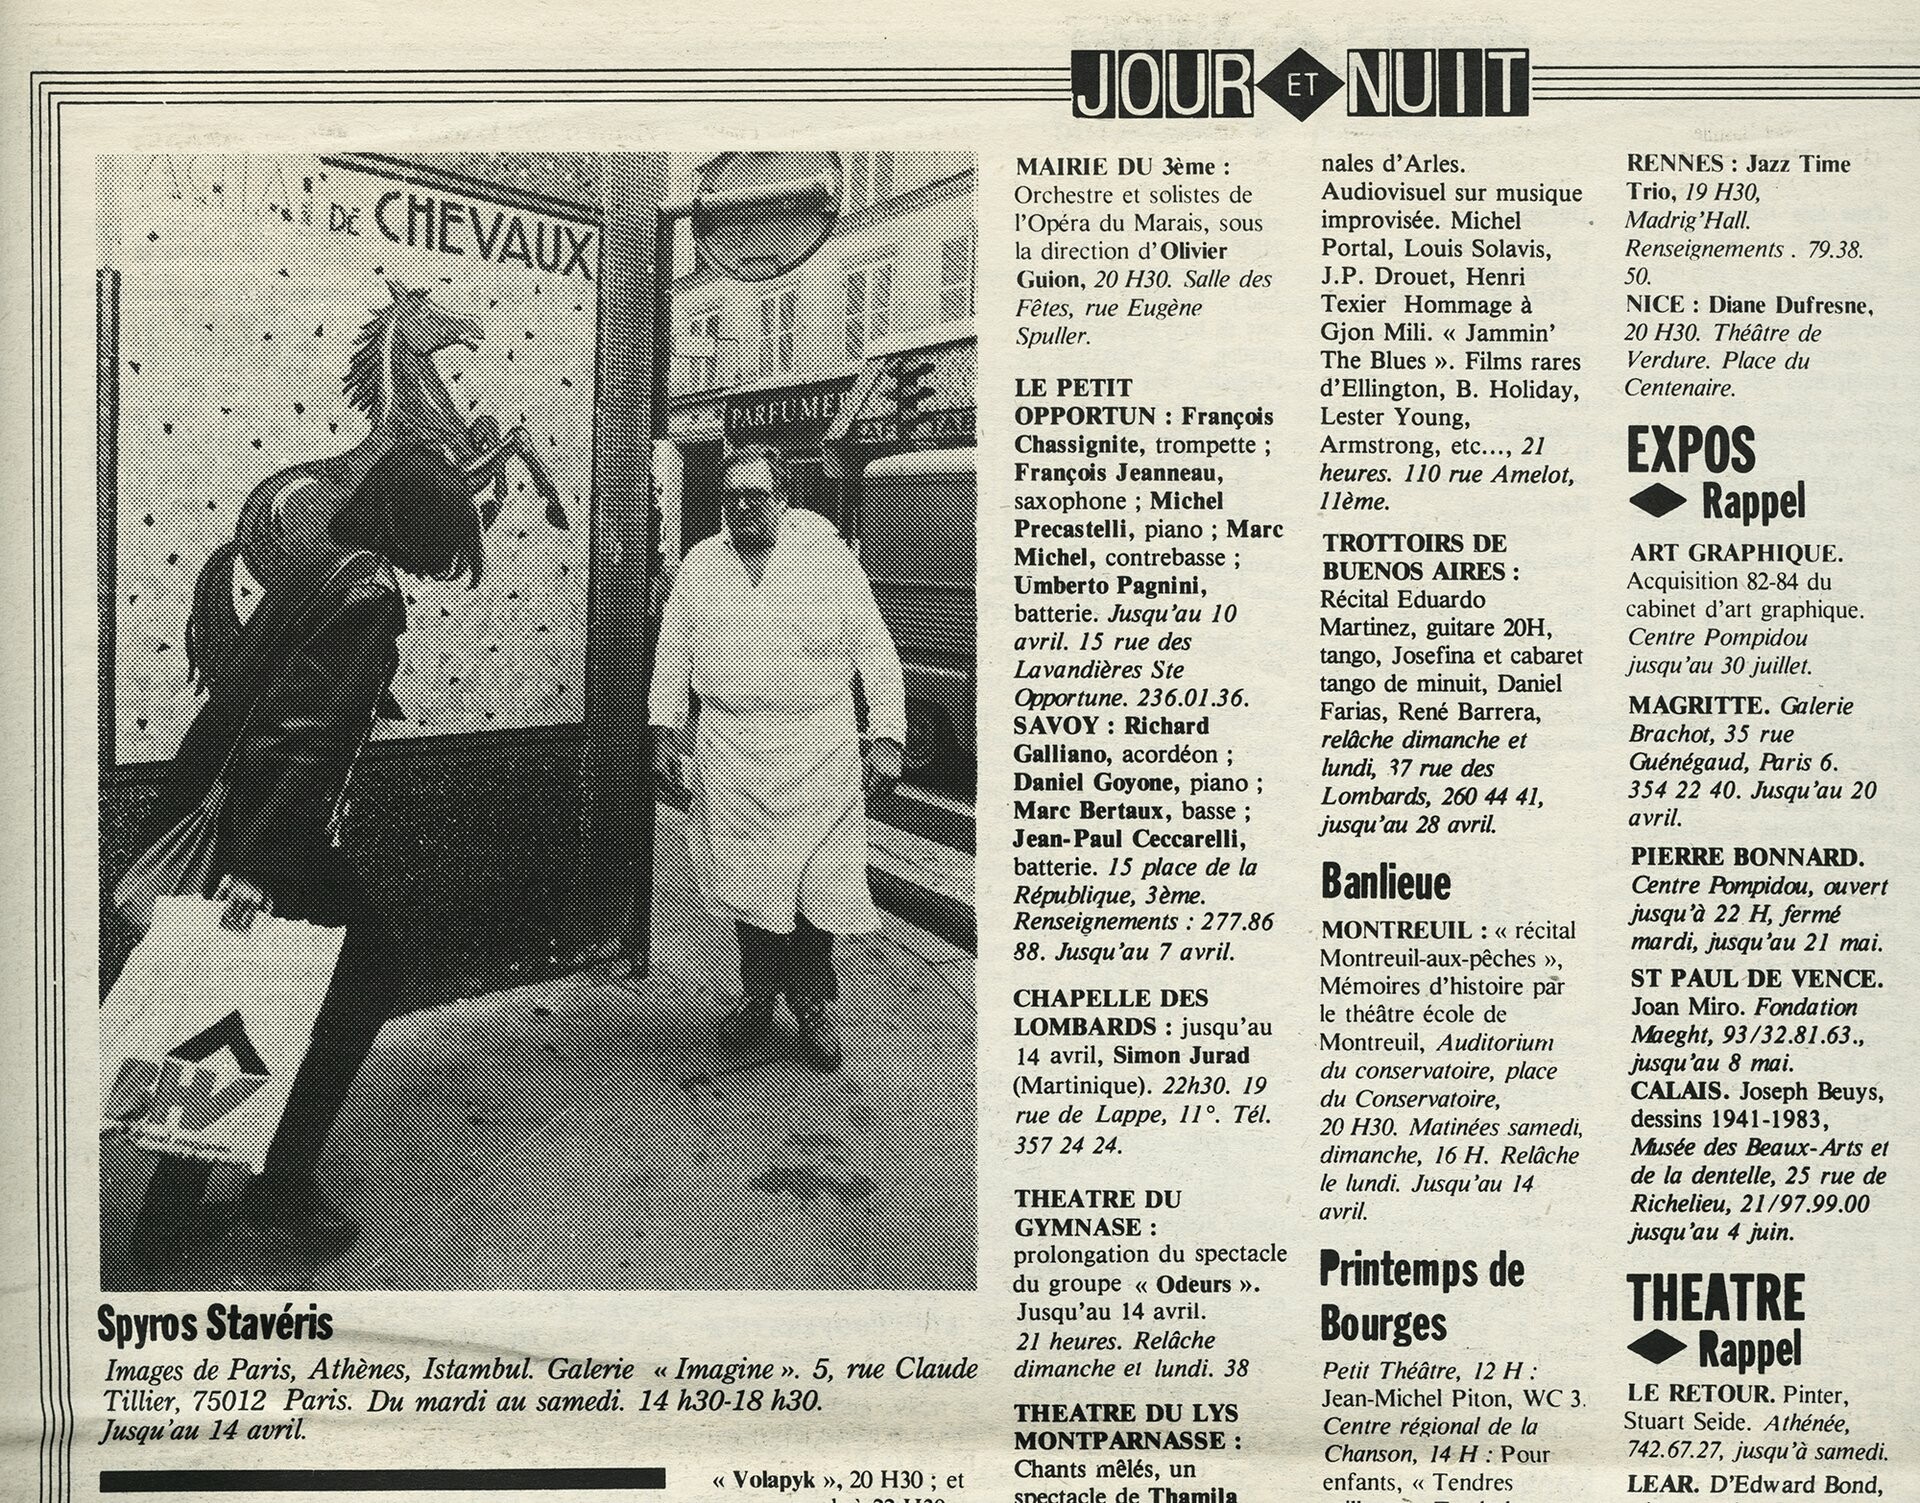 JOUR ET NUIT
DE CHEVAUX
PARFUME
Spyros Stavéris
Images de Paris, Athènes, Istambul. Galerie « Imagine ». 5, rue Claude
Tillier, 75012 Paris. Du mardi au samedi. 14 h30-18 h30.
Jusqu'au 14 avril.
« Volapyk », 20 H30 ; et
MAIRIE DU 3ème :
Orchestre et solistes de
l'Opéra du Marais, sous
la direction d'Olivier
Guion, 20 H30. Salle des
Fêtes, rue Eugène
Spuller.
LE PETIT
OPPORTUN : François
Chassignite, trompette ;
François Jeanneau,
saxophone ; Michel
Precastelli, piano ; Marc
Michel, contrebasse ;
Umberto Pagnini,
batterie. Jusqu'au 10
avril. 15 rue des
Lavandières Ste
Opportune. 236.01.36.
SAVOY : Richard
Galliano, acordéon ;
Daniel Goyone, piano ;
Marc Bertaux, basse ;
Jean-Paul Ceccarelli,
batterie. 15 place de la
République, 3ème.
Renseignements : 277.86
88. Jusqu'au 7 avril.
CHAPELLE DES
LOMBARDS : jusqu'au
14 avril, Simon Jurad
(Martinique). 22h30. 19
rue de Lappe, 11°. Tél.
357 24 24.
THEATRE DU
GYMNASE :
prolongation du spectacle
du groupe « Odeurs ».
Jusqu'au 14 avril.
21 heures. Relâche
dimanche et lundi. 38
THEATRE DU LYS
MONTPARNASSE :
Chants mêlés, un
spectacle de Thamila
nales d'Arles.
Audiovisuel sur musique
improvisée. Michel
Portal, Louis Solavis,
J.P. Drouet, Henri
Texier Hommage à
Gjon Mili. « Jammin'
The Blues ». Films rares
d'Ellington, B. Holiday,
Lester Young,
Armstrong, etc..., 21
heures. 110 rue Amelot,
11ème.
TROTTOIRS DE
BUENOS AIRES :
Récital Eduardo
Martinez, guitare 20H,
tango, Josefina et cabaret
tango de minuit, Daniel
Farias, René Barrera,
relâche dimanche et
lundi, 37 rue des
Lombards, 260 44 41,
jusqu'au 28 avril.
Banlieue
MONTREUIL : « récital
Montreuil-aux-pêches »,
Mémoires d'histoire par
le théâtre école de
Montreuil, Auditorium
du conservatoire, place
du Conservatoire,
20 H30. Matinées samedi,
dimanche, 16 H. Relâche
le lundi. Jusqu'au 14
avril.
Printemps de
Bourges
Petit Théâtre, 12 H :
Jean-Michel Piton, WC 3.
Centre régional de la
Chanson, 14 H : Pour
enfants, « Tendres
RENNES : Jazz Time
Trio, 19 H30,
Madrig'Hall.
Renseignements . 79.38.
50.
NICE : Diane Dufresne,
20 H30. Théâtre de
Verdure. Place du
Centenaire.
EXPOS
Rappel
ART GRAPHIQUE.
Acquisition 82-84 du
cabinet d'art graphique.
Centre Pompidou
jusqu'au 30 juillet.
MAGRITTE. Galerie
Brachot, 35 rue
Guénégaud, Paris 6.
354 22 40. Jusqu'au 20
avril.
PIERRE BONNARD.
Centre Pompidou, ouvert
jusqu'à 22 H, fermé
mardi, jusqu'au 21 mai.
ST PAUL DE VENCE.
Joan Miro. Fondation
Maeght, 93/32.81.63.,
jusqu'au 8 mai.
CALAIS. Joseph Beuys,
dessins 1941-1983,
Musée des Beaux-Arts et
de la dentelle, 25 rue de
Richelieu, 21/97.99.00
jusqu'au 4 juin.
THEATRE
Rappel
LE RETOUR. Pinter,
Stuart Seide. Athénée,
742.67.27, jusqu'à samedi.
LEAR. D'Edward Bond,